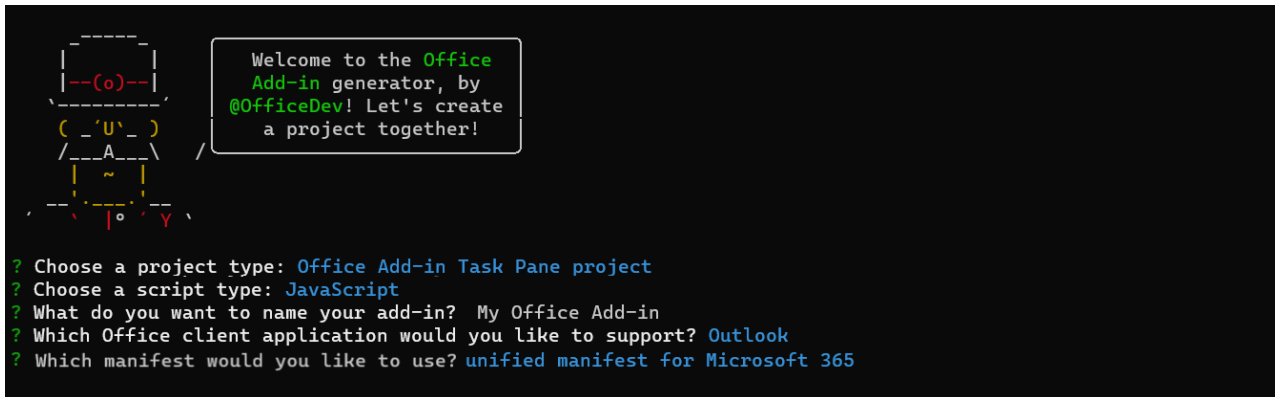 Welcome to the Office
Add-in generator, by
@OfficeDev! Let's create
a project together!
? Choose a project type: Office Add-in Task Pane project
? Choose a script type: JavaScript
? What do you want to name your add-in? My Office Add-in
? Which Office client application would you like to support? Outlook
? Which manifest would you like to use? unified manifest for Microsoft 365